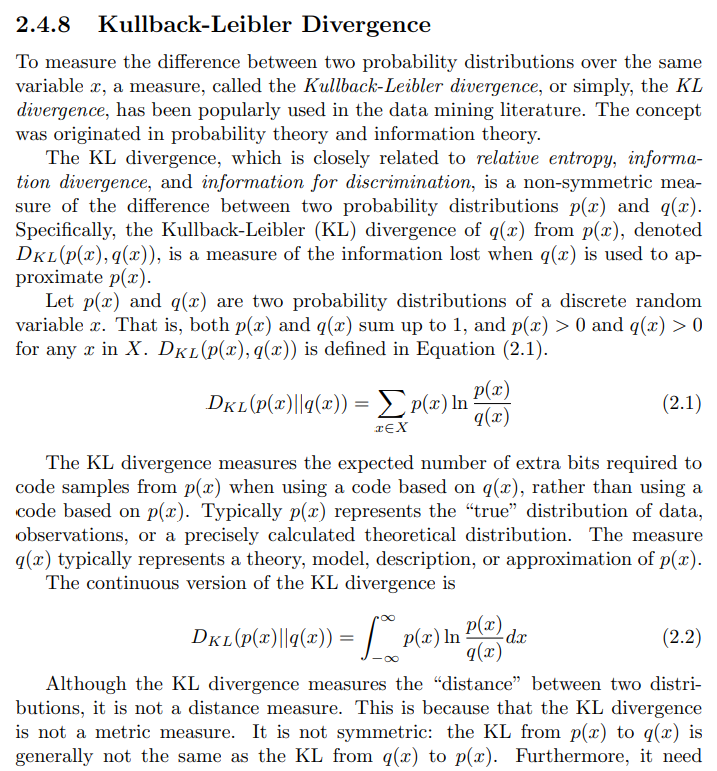 2.4.8 Kullback-Leibler Divergence
To measure the difference between two probability distributions over the same
variable x, a measure, called the Kullback-Leibler divergence, or simply, the KL
divergence, has been popularly used in the data mining literature. The concept
was originated in probability theory and information theory.
The KL divergence, which is closely related to relative entropy, informa-
tion divergence, and information for discrimination, is a non-symmetric mea-
sure of the difference between two probability distributions p(x) and q(x).
Specifically, the Kullback-Leibler (KL) divergence of q(x) from p(x), denoted
D_{KL}(p(x), q(x)), is a measure of the information lost when q(x) is used to ap-
proximate p(x).
Let p(x) and q(x) are two probability distributions of a discrete random
variable x. That is, both p(x) and q(x) sum up to 1, and p(x) > 0 and q(x) > 0
for any x in X. D_{KL}(p(x), q(x)) is defined in Equation (2.1).
D_{KL}(p(x)||q(x)) = \sum_{x∈X} p(x) ln \frac{p(x)}{q(x)} (2.1)
The KL divergence measures the expected number of extra bits required to
code samples from p(x) when using a code based on q(x), rather than using a
code based on p(x). Typically p(x) represents the “true” distribution of data,
observations, or a precisely calculated theoretical distribution. The measure
q(x) typically represents a theory, model, description, or approximation of p(x).
The continuous version of the KL divergence is
D_{KL}(p(x)||q(x)) = \int_{-∞}^{∞} p(x) ln \frac{p(x)}{q(x)} dx (2.2)
Although the KL divergence measures the “distance” between two distri-
butions, it is not a distance measure. This is because that the KL divergence
is not a metric measure. It is not symmetric: the KL from p(x) to q(x) is
generally not the same as the KL from q(x) to p(x). Furthermore, it need